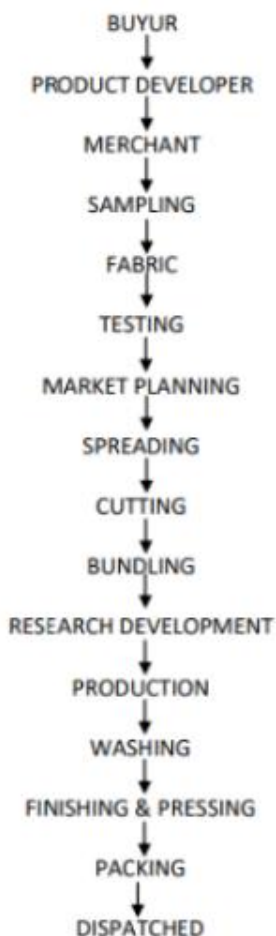 BUYUR
PRODUCT DEVELOPER
MERCHANT
SAMPLING
FABRIC
TESTING
MARKET PLANNING
SPREADING
CUTTING
BUNDLING
RESEARCH DEVELOPMENT
PRODUCTION
WASHING
FINISHING & PRESSING
PACKING
DISPATCHED